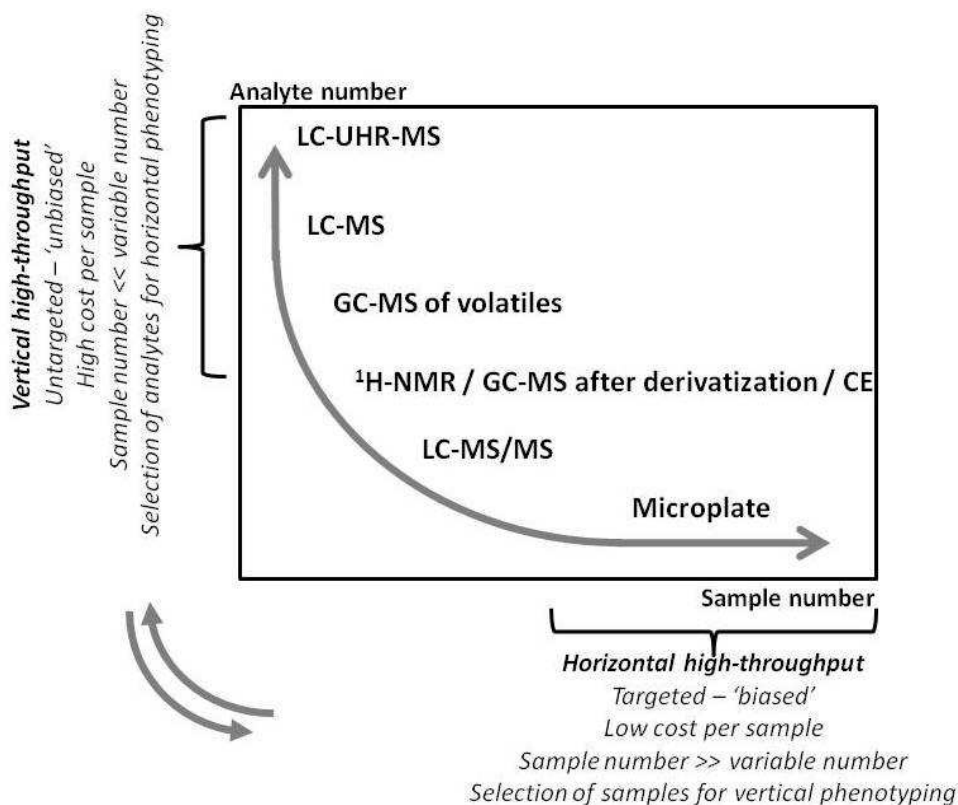 Analyte number
LC-UHR-MS
LC-MS
GC-MS of volatiles
¹H-NMR / GC-MS after derivatization / CE
LC-MS/MS
Microplate
Sample number
Vertical high-throughput
Untargeted – ‘unbiased’
High cost per sample
Sample number << variable number
Selection of analytes for horizontal phenotyping
Horizontal high-throughput
Targeted – ‘biased’
Low cost per sample
Sample number >> variable number
Selection of samples for vertical phenotyping